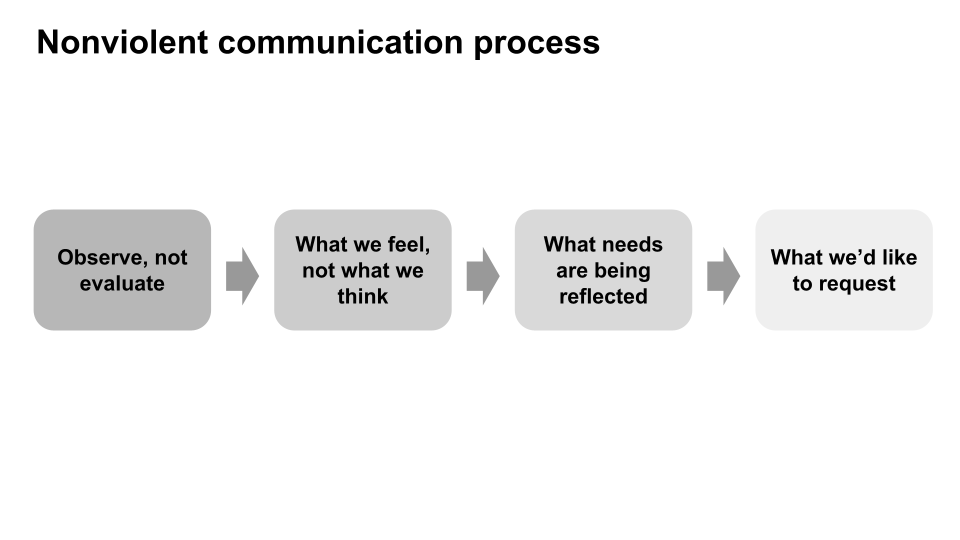 Nonviolent communication process
Observe, not
evaluate
What we feel,
not what we
think
What needs
are being
reflected
What we’d like
to request